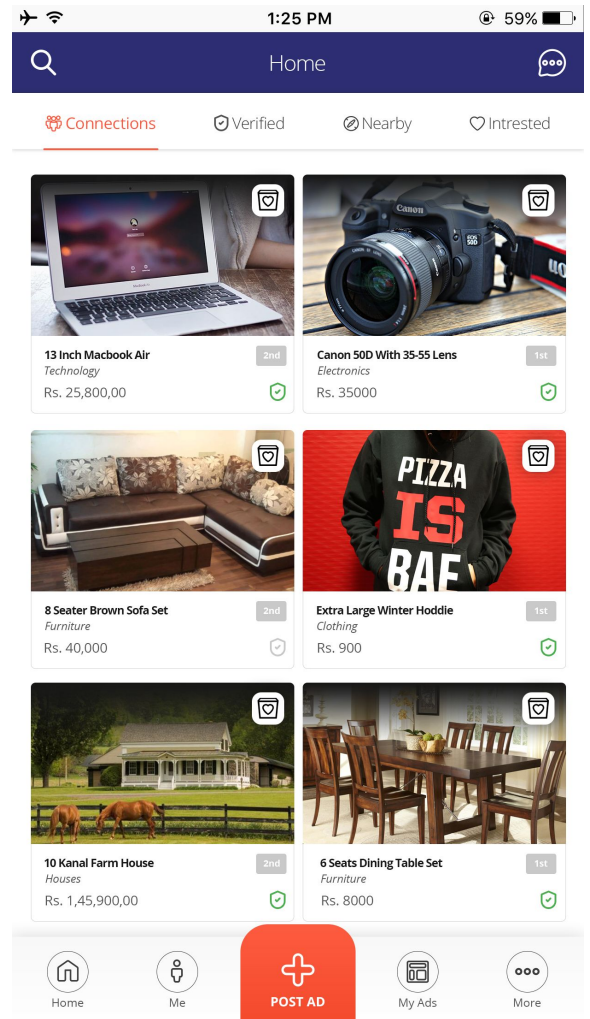 1:25 PM
59%
Home
Connections
Verified
Nearby
Intrested
Canon
EOS
50D
13 Inch Macbook Air
2nd
Technology
Rs. 25,800,00
Canon 50D With 35-55 Lens
1st
Electronics
Rs. 35000
PIZZA
IS
BAE
8 Seater Brown Sofa Set
2nd
Furniture
Rs. 40,000
Extra Large Winter Hoddie
1st
Clothing
Rs. 900
10 Kanal Farm House
2nd
Houses
Rs. 1,45,900,00
6 Seats Dining Table Set
1st
Furniture
Rs. 8000
Home
Me
POST AD
My Ads
More